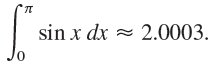 ∫₀^π sin x dx ≈ 2.0003.